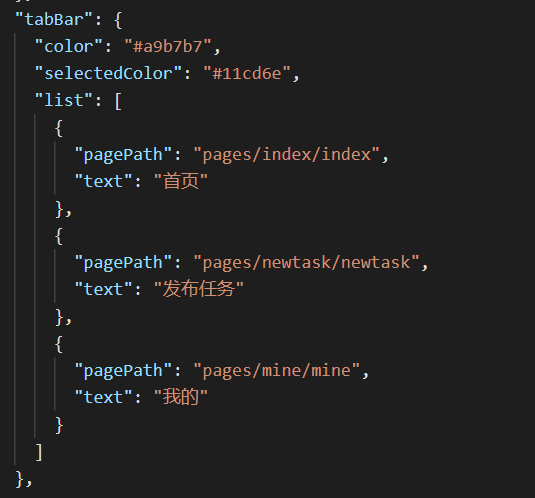 "tabBar": {
"color": "#a9b7b7",
"selectedColor": "#11cd6e",
"list": [
{
"pagePath": "pages/index/index",
"text": "首页"
},
{
"pagePath": "pages/newtask/newtask",
"text": "发布任务"
},
{
"pagePath": "pages/mine/mine",
"text": "我的"
}
]
},